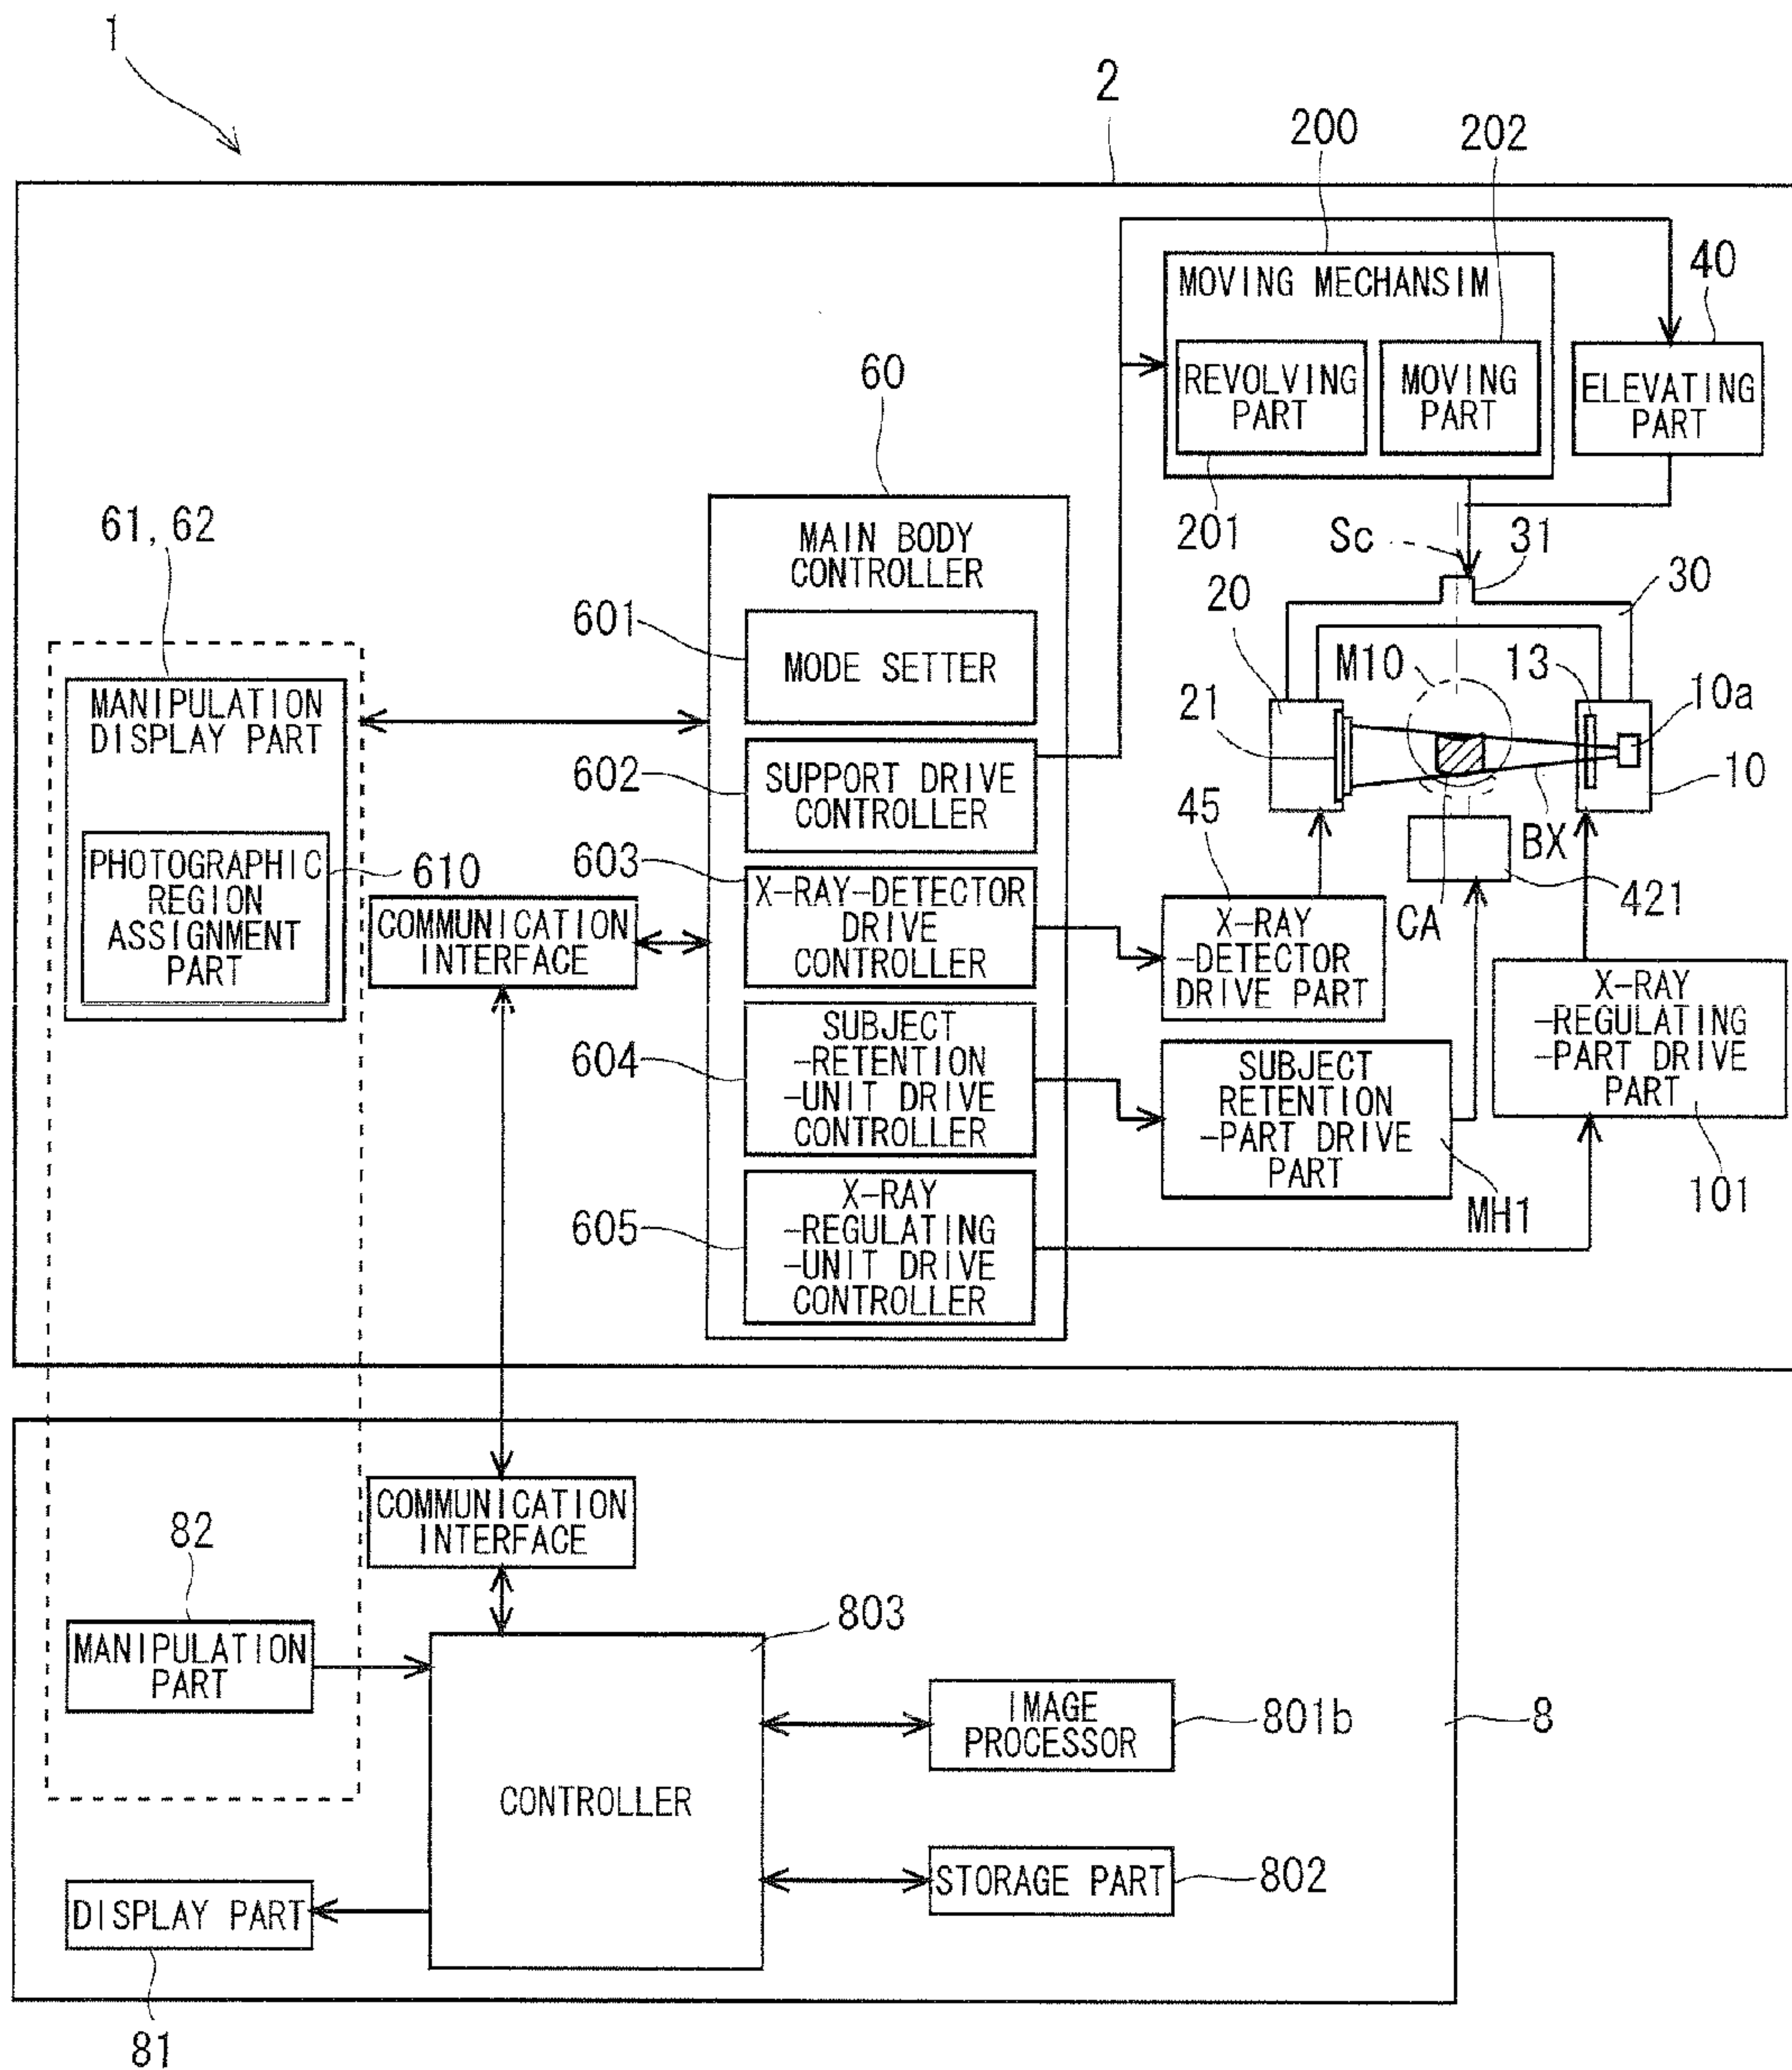 1
2
200
202
40
MOVING MECHANSIM
REVOLVING
PART
MOVING
PART
ELEVATING
PART
60
61, 62
201
Sc
31
30
20
MAIN BODY
CONTROLLER
601
MODE SETTER
M10
13
10a
21
10
MANIPULATION
DISPLAY PART
602
SUPPORT DRIVE
CONTROLLER
45
BX
421
CA
PHOTOGRAPHIC
REGION
ASSIGNMENT
PART
610
603
X-RAY-DETECTOR
DRIVE
CONTROLLER
COMMUNICATION
INTERFACE
X-RAY
-DETECTOR
DRIVE PART
X-RAY
-REGULATING
-PART DRIVE
PART
604
SUBJECT
-RETENTION
-UNIT DRIVE
CONTROLLER
SUBJECT
RETENTION
-PART DRIVE
PART
101
MH1
605
X-RAY
-REGULATING
-UNIT DRIVE
CONTROLLER
COMMUNICATION
INTERFACE
82
MANIPULATION
PART
803
CONTROLLER
IMAGE
PROCESSOR
801b
8
STORAGE PART
802
DISPLAY PART
81